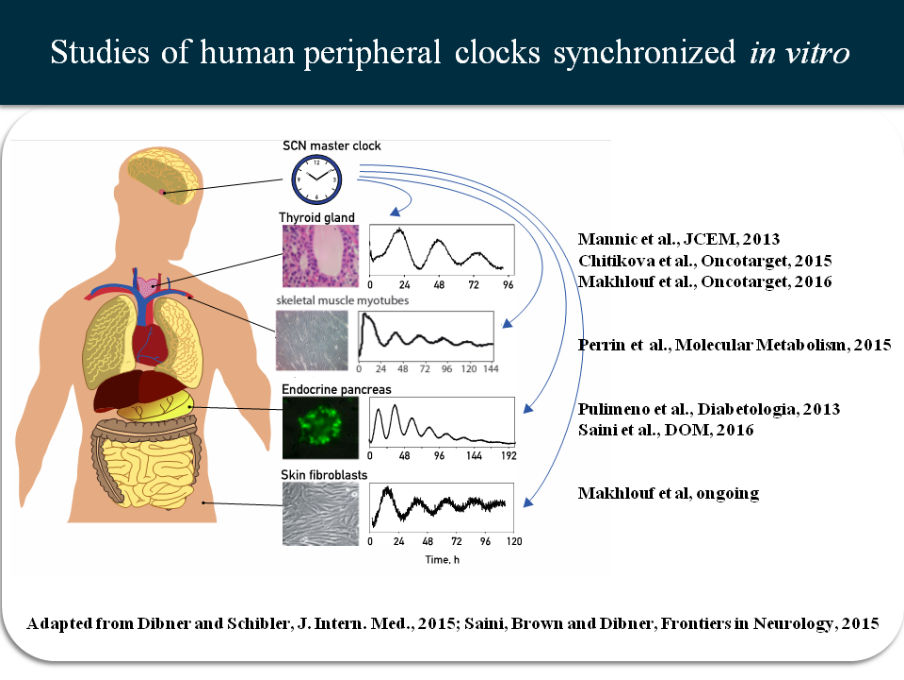 Studies of human peripheral clocks synchronized in vitro
SCN master clock
12
3
6
9
Thyroid gland
0 24 48 72 96
Mannic et al., JCEM, 2013
Chitikova et al., Oncotarget, 2015
Makhlouf et al., Oncotarget, 2016
skeletal muscle myotubes
0 24 48 72 96 120 144
Perrin et al., Molecular Metabolism, 2015
Endocrine pancreas
0 48 96 144 192
Pulimeno et al., Diabetologia, 2013
Saini et al., DOM, 2016
Skin fibroblasts
0 24 48 72 96 120
Time, h
Makhlouf et al, ongoing
Adapted from Dibner and Schibler, J. Intern. Med., 2015; Saini, Brown and Dibner, Frontiers in Neurology, 2015